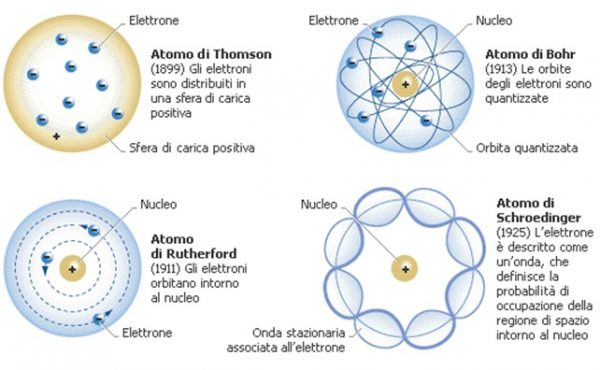 Elettrone
Atomo di Thomson
(1899) Gli elettroni
sono distribuiti in
una sfera di carica
positiva
+
Sfera di carica positiva
Elettrone
Nucleo
Atomo di Bohr
(1913) Le orbite
degli elettroni sono
quantizzate
+
Orbita quantizzata
Nucleo
Atomo
di Rutherford
(1911) Gli elettroni
orbitano intorno
al nucleo
+
Elettrone
Nucleo
Atomo di
Schroedinger
(1925) L’elettrone
è descritto come
un’onda, che
definisce la
probabilità di
occupazione della
regione di spazio
intorno al nucleo
+
Onda stazionaria
associata all’elettrone